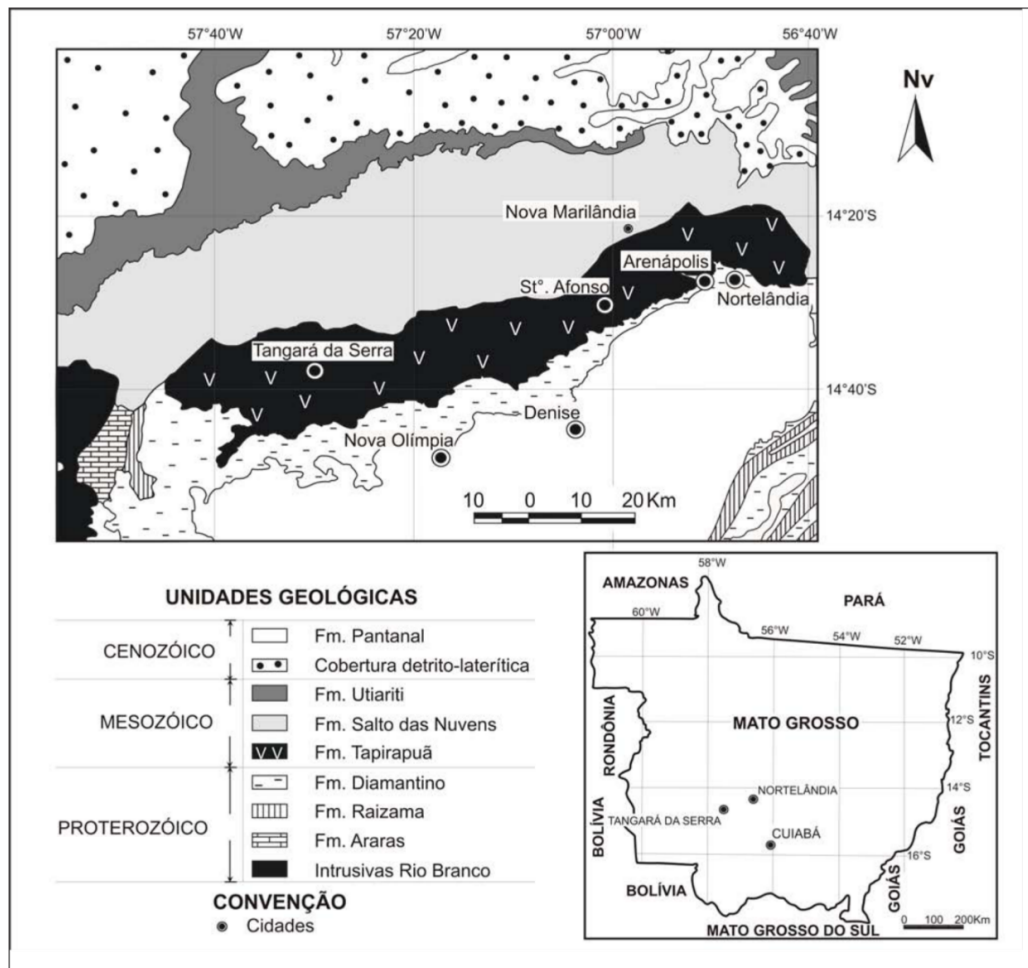 57°40'W 57°20'W 57°00'W 56°40'W
Nv
Nova Marilândia
14°20'S
Arenápolis
St°. Afonso
Nortelândia
Tangará da Serra
14°40'S
Denise
Nova Olímpia
10 0 10 20 Km
UNIDADES GEOLÓGICAS
CENOZÓICO
Fm. Pantanal
Cobertura detrito-laterítica
MESOZÓICO
Fm. Utiariti
Fm. Salto das Nuvens
Fm. Tapirapuã
PROTEROZÓICO
Fm. Diamantino
Fm. Raizama
Fm. Araras
Intrusivas Rio Branco
CONVENÇÃO
Cidades
58°W
AMAZONAS
PARÁ
60°W
56°W 54°W 52°W
10°S
RONDÔNIA
MATO GROSSO
12°S
TOCANTINS
14°S
NORTELÂNDIA
TANGARÁ DA SERRA
CUIABÁ
BOLÍVIA
GOIÁS
16°S
BOLÍVIA
GOIÁS
0 100 200Km
MATO GROSSO DO SUL